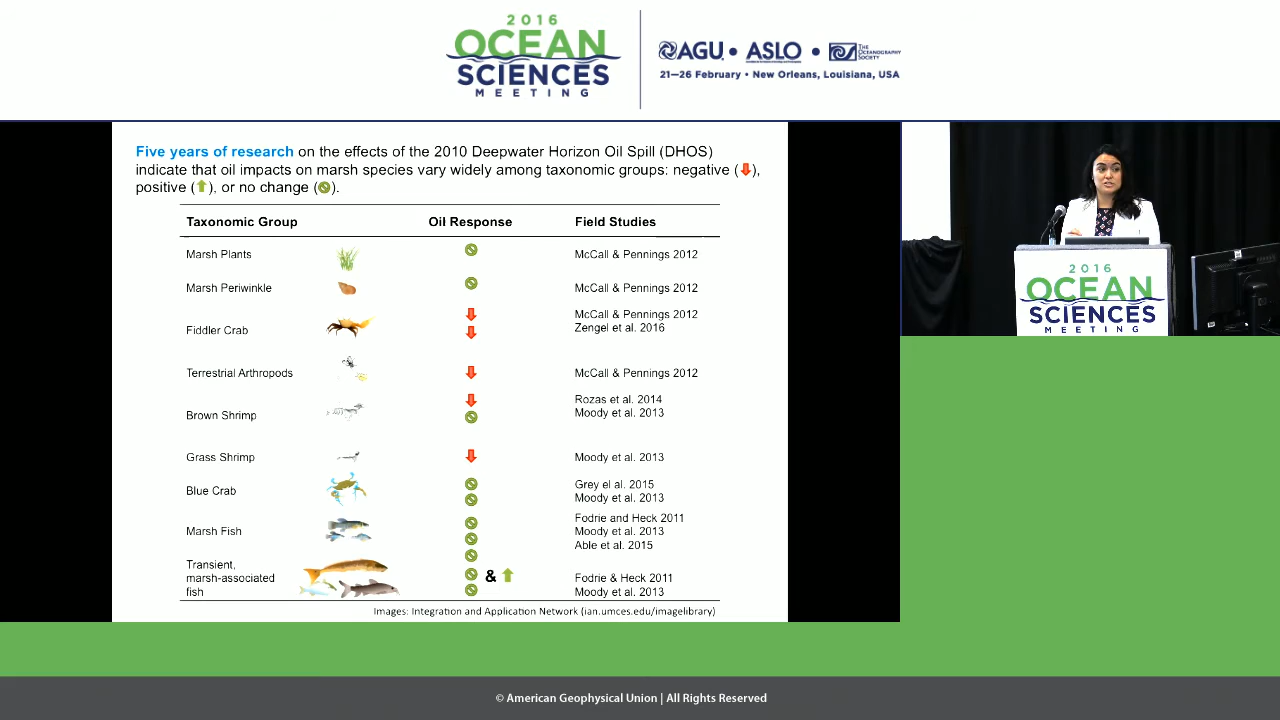 2016
OCEAN
SCIENCES
MEETING
AGU • ASLO • THE OCEANOGRAPHY SOCIETY
21—26 February • New Orleans, Louisiana, USA
Five years of research on the effects of the 2010 Deepwater Horizon Oil Spill (DHOS)
indicate that oil impacts on marsh species vary widely among taxonomic groups: negative ( ),
positive ( ), or no change ( ).
Taxonomic Group Oil Response Field Studies
Marsh Plants McCall & Pennings 2012
Marsh Periwinkle McCall & Pennings 2012
McCall & Pennings 2012
Fiddler Crab Zengel et al. 2016
Terrestrial Arthropods McCall & Pennings 2012
Rozas et al. 2014
Brown Shrimp Moody et al. 2013
Grass Shrimp Moody et al. 2013
Grey el al. 2015
Blue Crab Moody et al. 2013
Fodrie and Heck 2011
Marsh Fish Moody et al. 2013
Able et al. 2015
Transient,
marsh-associated & Fodrie & Heck 2011
fish Moody et al. 2013
Images: Integration and Application Network (ian.umces.edu/imagelibrary)
2016
OCEAN
SCIENCES
MEETING
© American Geophysical Union | All Rights Reserved